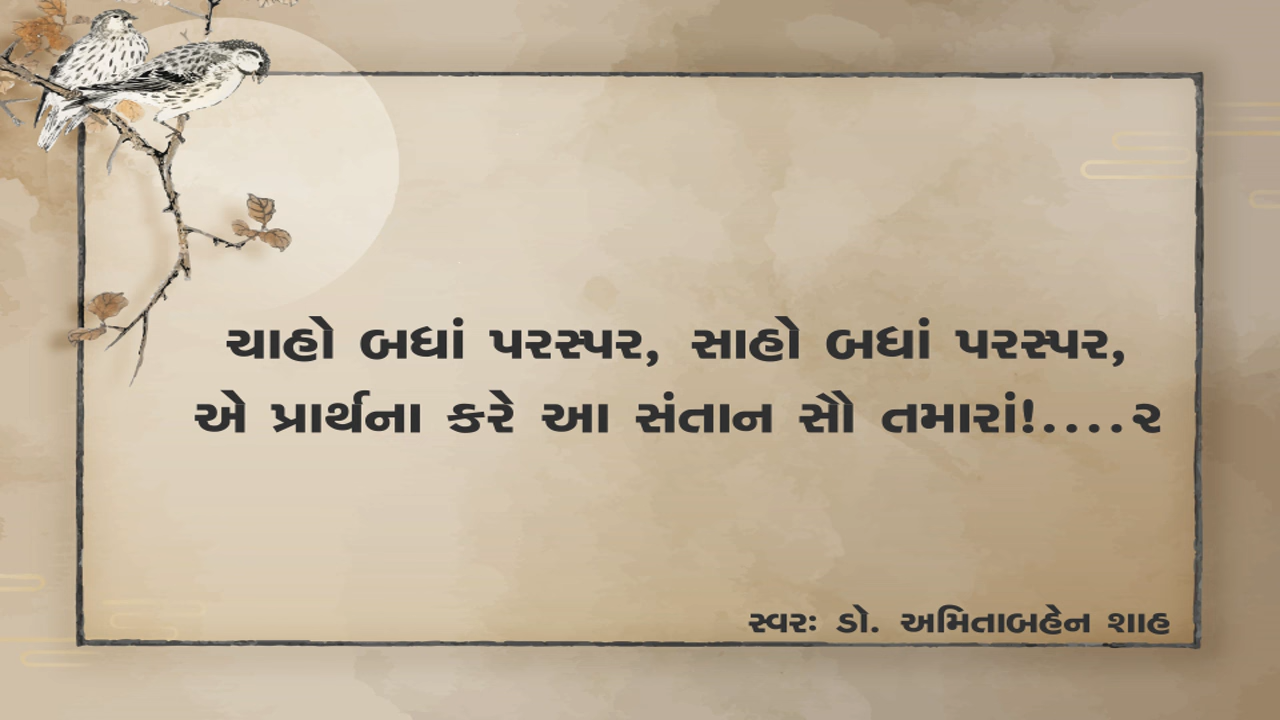 ચાહો બધાં પરસ્પર, સાહો બધાં પરસ્પર,
એ પ્રાર્થના કરે આ સંતાન સૌ તમારાં!....૨
સ્વરઃ ડો. અમિતાબહેન શાહ